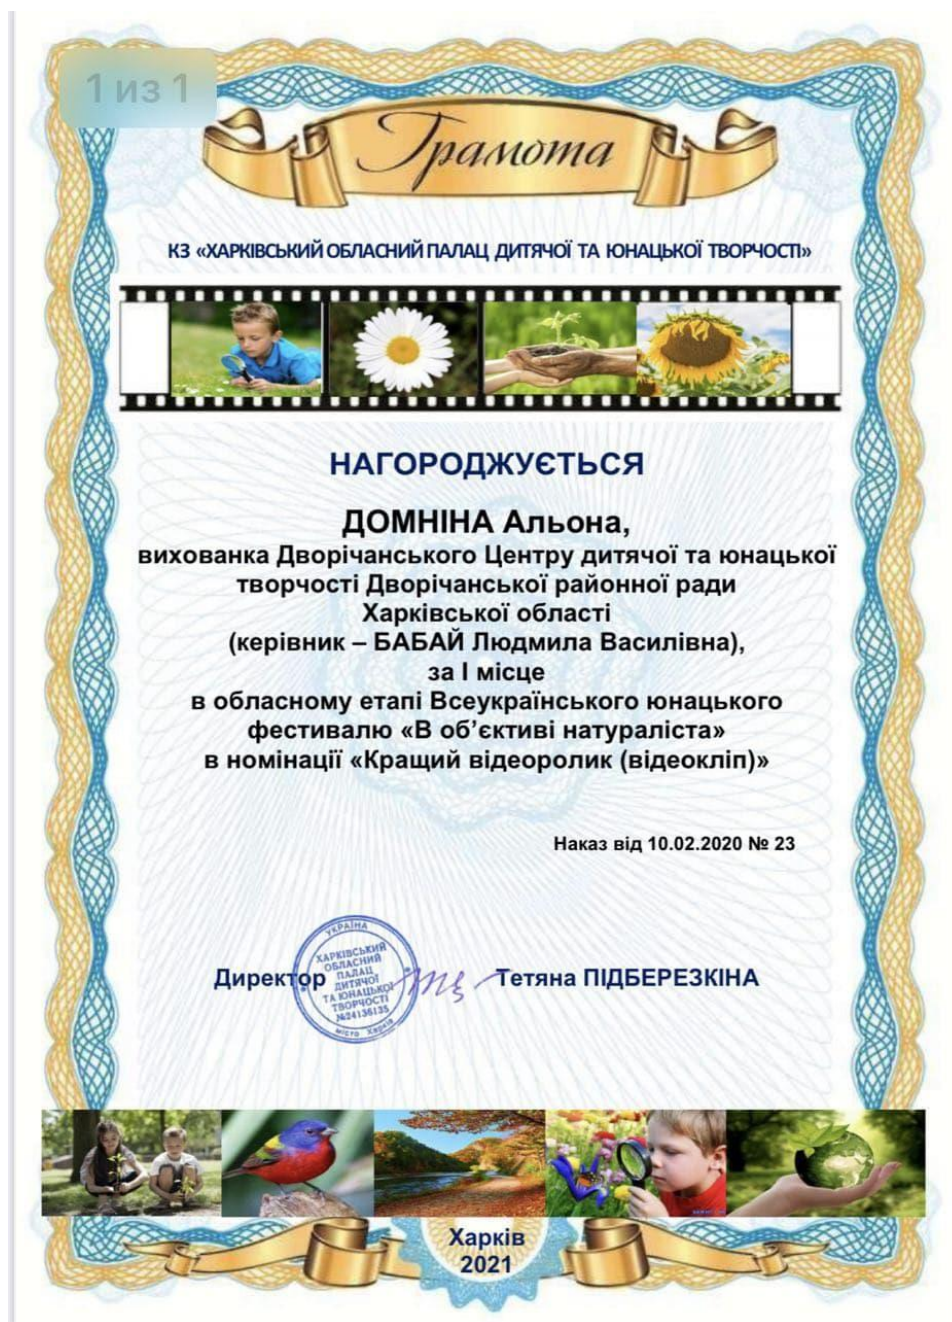 1 из 1
Грамота
КЗ «ХАРКІВСЬКИЙ ОБЛАСНИЙ ПАЛАЦ ДИТЯЧОЇ ТА ЮНАЦЬКОЇ ТВОРЧОСТІ»
НАГОРОДЖУЄТЬСЯ
ДОМНІНА Альона,
вихованка Дворічанського Центру дитячої та юнацької
творчості Дворічанської районної ради
Харківської області
(керівник – БАБАЙ Людмила Василівна),
за І місце
в обласному етапі Всеукраїнського юнацького
фестивалю «В об’єктиві натураліста»
в номінації «Кращий відеоролик (відеокліп)»
Наказ від 10.02.2020 № 23
УКРАЇНА
ХАРКІВСЬКИЙ
ОБЛАСНИЙ
ПАЛАЦ
ДИТЯЧОЇ
ТА ЮНАЦЬКОЇ
ТВОРЧОСТІ
№24136135
місто Харків
Директор Тетяна ПІДБЕРЕЗКІНА
Харків
2021